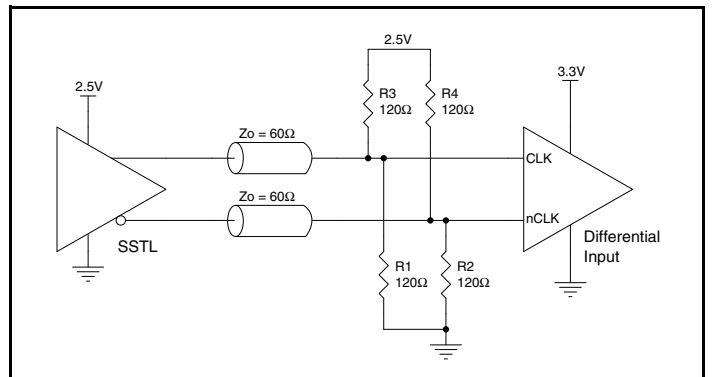 2.5V
3.3V
2.5V
R3
120Ω
R4
120Ω
Zo = 60Ω
CLK
Zo = 60Ω
nCLK
Differential
Input
SSTL
R1
120Ω
R2
120Ω